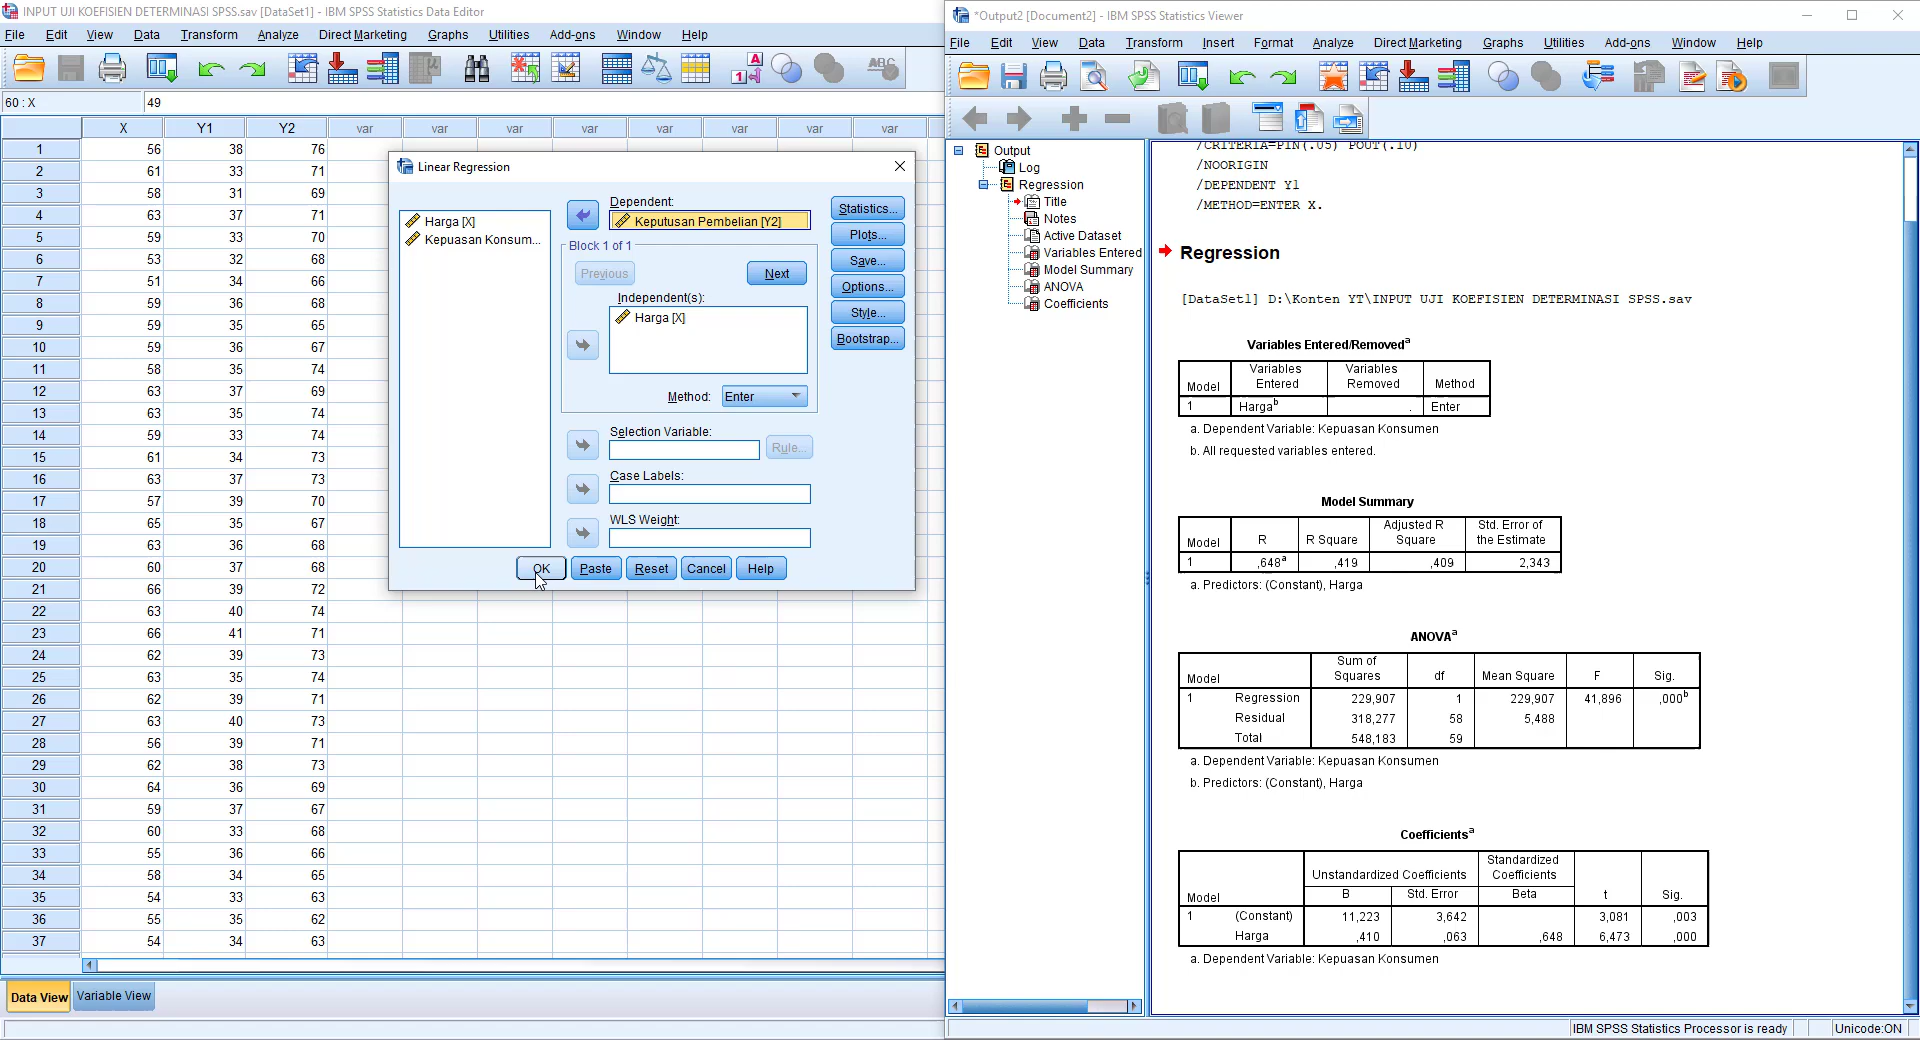 INPUT UJI KOEFISIEN DETERMINASI SPSS.sav [DataSet1] - IBM SPSS Statistics Data Editor
File Edit View Data Transform Analyze Direct Marketing Graphs Utilities Add-ons Window Help
60 : X 49
X Y1 Y2 var var var var var var var var
1 56 38 76
2 61 33 71
3 58 31 69
4 63 37 71
5 59 33 70
6 53 32 68
7 51 34 66
8 59 36 68
9 59 35 65
10 59 36 67
11 58 35 74
12 63 37 69
13 63 35 74
14 59 33 74
15 61 34 73
16 63 37 73
17 57 39 70
18 65 35 67
19 63 36 68
20 60 37 68
21 66 39 72
22 63 40 74
23 66 41 71
24 62 39 73
25 63 35 74
26 62 39 71
27 63 40 73
28 56 39 71
29 62 38 73
30 64 36 69
31 59 37 67
32 60 33 68
33 55 36 66
34 58 34 65
35 54 33 63
36 55 35 62
37 54 34 63
Data View Variable View
Linear Regression
Harga [X]
Kepuasan Konsum...
Dependent:
Keputusan Pembelian [Y2]
Block 1 of 1
Previous Next
Independent(s):
Harga [X]
Method: Enter
Selection Variable:
Rule...
Case Labels:
WLS Weight:
Statistics...
Plots...
Save...
Options...
Style...
Bootstrap...
OK Paste Reset Cancel Help
*Output2 [Document2] - IBM SPSS Statistics Viewer
File Edit View Data Transform Insert Format Analyze Direct Marketing Graphs Utilities Add-ons Window Help
Output
Log
Regression
Title
Notes
Active Dataset
Variables Entered
Model Summary
ANOVA
Coefficients
/CRITERIA=PIN(.05) POUT(.10)
/NOORIGIN
/DEPENDENT Y1
/METHOD=ENTER X.
Regression
[DataSet1] D:\Konten YT\INPUT UJI KOEFISIEN DETERMINASI SPSS.sav
Variables Entered/Removed^a
Model Variables Entered Variables Removed Method
1 Harga^b . Enter
a. Dependent Variable: Kepuasan Konsumen
b. All requested variables entered.
Model Summary
Model R R Square Adjusted R Square Std. Error of the Estimate
1 ,648^a ,419 ,409 2,343
a. Predictors: (Constant), Harga
ANOVA^a
Model Sum of Squares df Mean Square F Sig.
1 Regression 229,907 1 229,907 41,896 ,000^b
Residual 318,277 58 5,488
Total 548,183 59
a. Dependent Variable: Kepuasan Konsumen
b. Predictors: (Constant), Harga
Coefficients^a
Model Unstandardized Coefficients Standardized Coefficients t Sig.
B Std. Error Beta
1 (Constant) 11,223 3,642 3,081 ,003
Harga ,410 ,063 ,648 6,473 ,000
a. Dependent Variable: Kepuasan Konsumen
IBM SPSS Statistics Processor is ready Unicode:ON